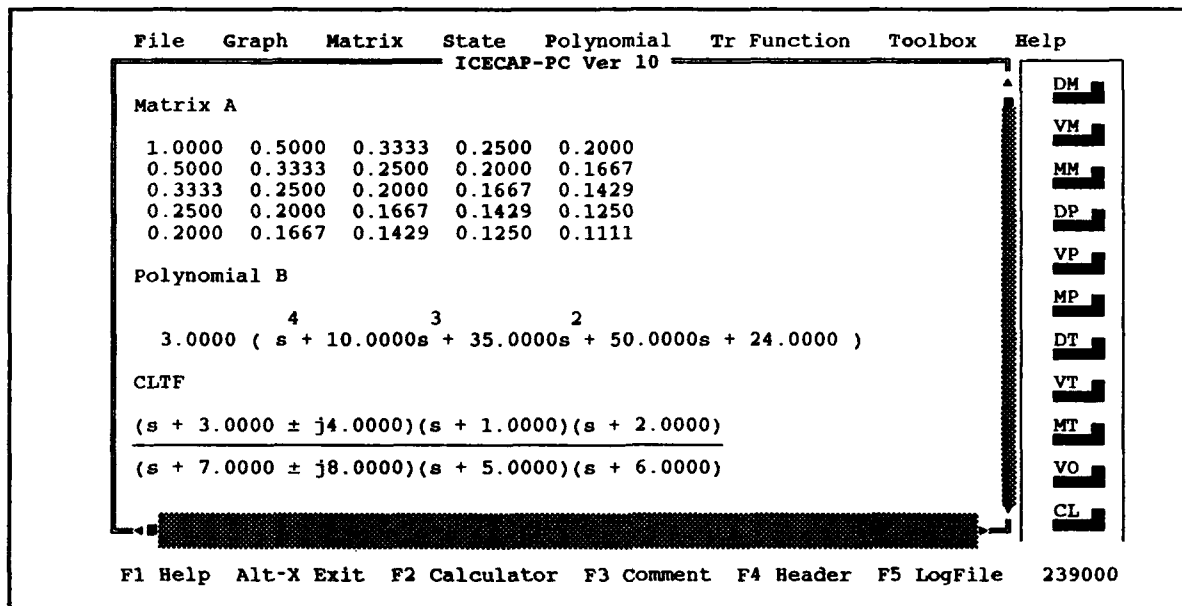 File Graph Matrix State Polynomial Tr Function Toolbox Help
ICECAP-PC Ver 10
Matrix A
1.0000 0.5000 0.3333 0.2500 0.2000
0.5000 0.3333 0.2500 0.2000 0.1667
0.3333 0.2500 0.2000 0.1667 0.1429
0.2500 0.2000 0.1667 0.1429 0.1250
0.2000 0.1667 0.1429 0.1250 0.1111
Polynomial B
4 3 2
3.0000 ( s + 10.0000s + 35.0000s + 50.0000s + 24.0000 )
CLTF
(s + 3.0000 ± j4.0000)(s + 1.0000)(s + 2.0000)
(s + 7.0000 ± j8.0000)(s + 5.0000)(s + 6.0000)
DM
VM
MM
DP
VP
MP
DT
VT
MT
VO
CL
F1 Help Alt-X Exit F2 Calculator F3 Comment F4 Header F5 LogFile 239000